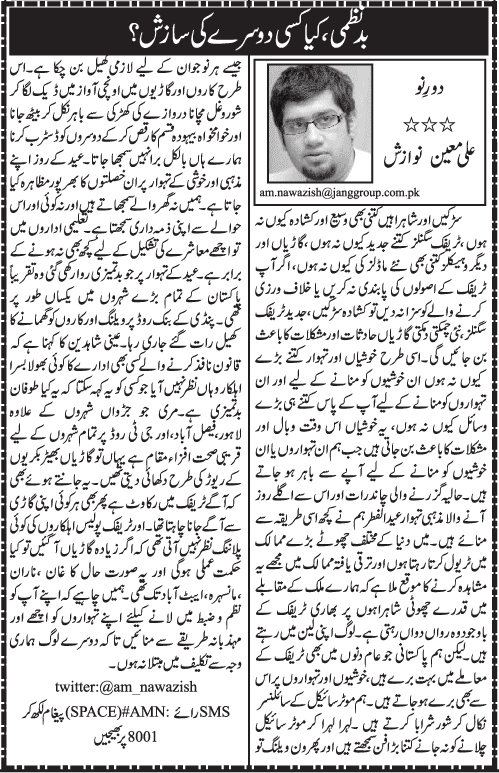 بدنظمی، کیا کسی دوسرے کی سازش؟
دورِنو
☆☆☆
علی معین نوازش
am.nawazish@janggroup.com.pk
سڑکیں اور شاہراہیں کتنی بھی وسیع اور کشادہ کیوں نہ
ہوں، ٹریفک سگنلز کتنے جدید کیوں نہ ہوں، گاڑیاں اور
دیگر وہیکلز کتنی بھی نئے ماڈلز کی کیوں نہ ہوں، اگر آپ
ٹریفک کے اصولوں کی پابندی نہ کریں یا خلاف ورزی
کرنے والے کو سزا نہ دیں تو کشادہ سڑکیں، جدید ٹریفک
سگنلز، نئی چمکتی دمکتی گاڑیاں حادثات اور مشکلات کا باعث
بن جائیں گی۔ اسی طرح خوشیاں اور تہوار کتنے بڑے
کیوں نہ ہوں ان خوشیوں کو منانے کے لیے اور ان
تہواروں کو منانے کے لیے آپ کے پاس کتنے ہی بڑے
وسائل کیوں نہ ہوں، یہ خوشیاں اس وقت وبال اور
مشکلات کا باعث بن جاتی ہیں جب ہم ان تہواروں یا ان
خوشیوں کو منانے کے لیے آپے سے باہر ہو جاتے
ہیں۔ حالیہ گزرنے والی چاند رات اور اس سے اگلے روز
آنے والا مذہبی تہوار عیدالفطر ہم نے کچھ اسی طریقہ سے
منائے ہیں۔ میں دنیا کے مختلف چھوٹے بڑے ممالک
میں ٹریول کرتا رہتا ہوں اور ترقی یافتہ ممالک میں مجھے یہ
مشاہدہ کرنے کا موقع ملا ہے کہ ہمارے ملک کے مقابلے
میں قدرے چھوٹی شاہراہوں پر بھاری ٹریفک کے
باوجود وہ رواں دواں رہتی ہے۔ لوگ اپنی لین میں رہتے
ہیں۔ لیکن ہم پاکستانی جو عام دنوں میں بھی ٹریفک کے
معاملے میں بہت برے ہیں، خوشیوں اور تہواروں پر اس
سے بھی برے ہو جاتے ہیں۔ ہم موٹر سائیکل کے سائلنسر
نکال کر شور شرابا کرتے ہیں۔ لہرا لہرا کر موٹر سائیکل
چلانے کو نہ جانے کتنا بڑا فن سمجھتے ہیں اور پھر ون ویلنگ تو
جیسے ہر نوجوان کے لیے لازمی کھیل بن چکا ہے۔ اس
طرح کاروں اور گاڑیوں میں اونچی آواز میں ڈیک لگا کر
شور و غل مچانا، دروازے کی کھڑکی سے باہر نکل کر بیٹھ جانا
اور خوامخواہ بیہودہ قسم کا رقص کر کے دوسروں کو ڈسٹرب کرنا
ہمارے ہاں بالکل برا نہیں سمجھا جاتا۔ عید کے روز اپنے
مذہبی اور خوشی کے تہوار پر ان خصلتوں کا بھرپور مظاہرہ کیا
جاتا ہے۔ ہمیں نہ گھر والے سمجھاتے ہیں اور نہ کوئی اور اس
حوالے سے اپنی ذمہ داری سمجھتا ہے۔ تعلیمی اداروں میں
تو اچھے معاشرے کی تشکیل کے لیے کچھ بھی نہ ہونے کے
برابر ہے۔ عید کے تہوار پر جو بدتمیزی روا رکھی گئی وہ تقریباً
پاکستان کے تمام بڑے شہروں میں یکساں طور پر
تھی۔ پنڈی کے بنک روڈ پر ویلنگ اور کاروں کو گھمانے کا
کھیل رات گئے جاری رہا۔ عینی شاہدین کا کہنا ہے کہ
قانون نافذ کرنے والے کسی بھی ادارے کا کوئی بھولا بسرا
اہلکار وہاں نظر نہیں آیا جو کسی کو یہ کہہ سکتا کہ یہ کیا طوفان
بدتمیزی ہے۔ مری جو جڑواں شہروں کے علاوہ
لاہور، فیصل آباد، اور جی ٹی روڈ پر تمام شہروں کے لیے
قریبی صحت افزاء مقام ہے یہاں تو گاڑیاں بھیڑ بکریوں
کے ریوڑ کی طرح دکھائی دیتی تھیں۔ یہ جانتے ہوئے بھی
کہ آگے ٹریفک میں رکاوٹ ہے پھر بھی ہر کوئی اپنی گاڑی
سے آگے جانا چاہتا تھا۔ اور ٹریفک پولیس اہلکاروں کی کوئی
پلاننگ نظر نہیں آتی تھی کہ اگر زیادہ گاڑیاں آ گئیں تو کیا
حکمت عملی ہو گی اور یہ صورت حال کاغان، ناران
،مانسہرہ، ایبٹ آباد تک تھی۔ ہمیں چاہیے کہ اپنے آپ کو
نظم و ضبط میں لانے کیلئے اپنے تہواروں کو اچھے اور
مہذبانہ طریقے سے منائیں تاکہ دوسرے لوگ ہماری
وجہ سے تکلیف میں مبتلا نہ ہوں۔
twitter:@am_nawazish
SMS رائے: #AMN (SPACE) پیغام لکھ کر
8001 پر بھیجیں